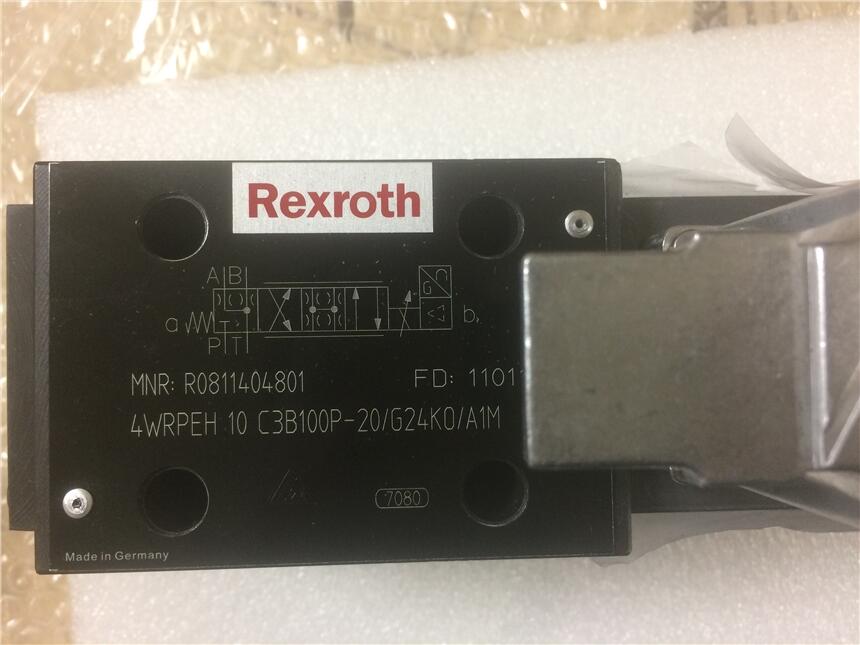 Rexroth
A B
G
a b
P T
MNR: R0811404801 FD: 1101
4WRPEH 10 C3B100P-20/G24K0/A1M
7080
Made in Germany